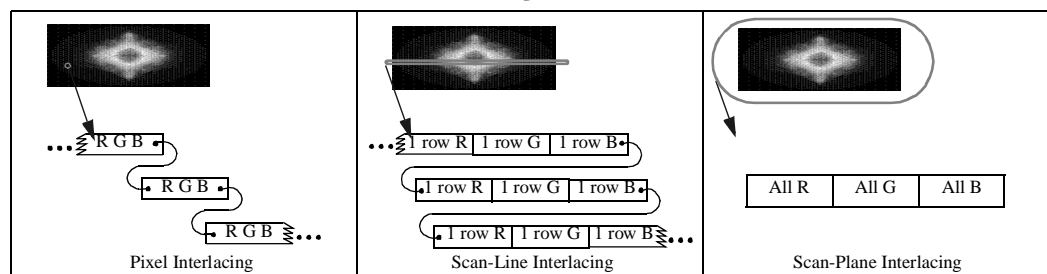 R G B
R G B
R G B
Pixel Interlacing
1 row R 1 row G 1 row B
1 row R 1 row G 1 row B
1 row R 1 row G 1 row B
Scan-Line Interlacing
All R All G All B
Scan-Plane Interlacing